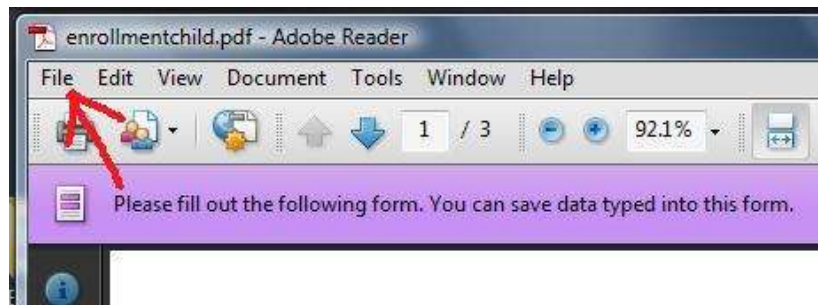 enrollmentchild.pdf - Adobe Reader
File Edit View Document Tools Window Help
1 / 3 92.1%
Please fill out the following form. You can save data typed into this form.